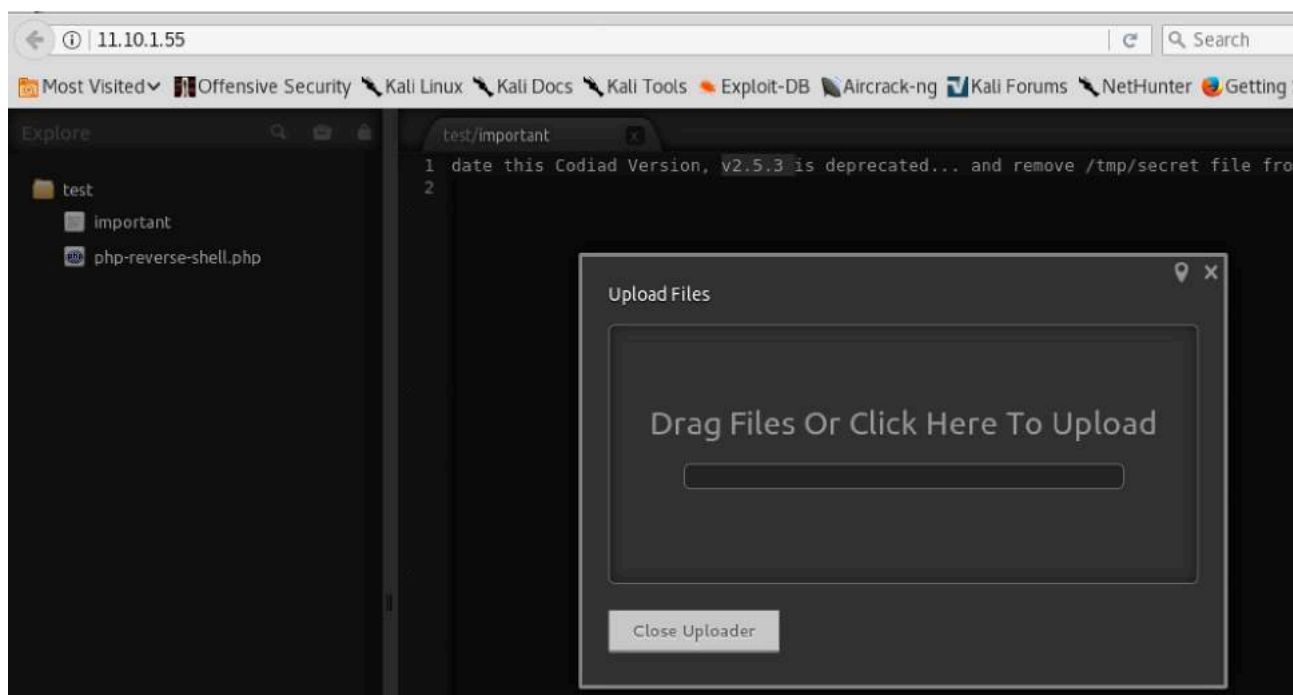 11.10.1.55
Search
Most Visited Offensive Security Kali Linux Kali Docs Kali Tools Exploit-DB Aircrack-ng Kali Forums NetHunter Getting
Explore
test/important
1 date this Codiad Version, v2.5.3 is deprecated... and remove /tmp/secret file fro
2
test
important
php-reverse-shell.php
Upload Files
Drag Files Or Click Here To Upload
Close Uploader